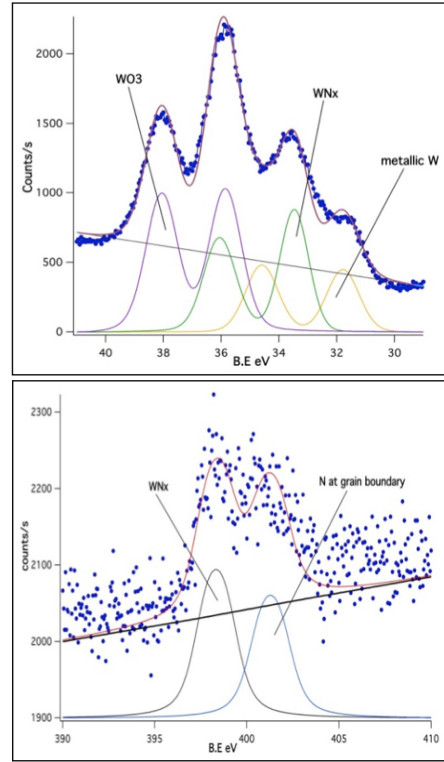 WO3
WNx
metallic W
Counts/s
2000
1500
1000
500
0
40
38
36
34
32
30
B.E eV
WNx
N at grain boundary
counts/s
2300
2200
2100
2000
1900
390
395
400
405
410
B.E eV